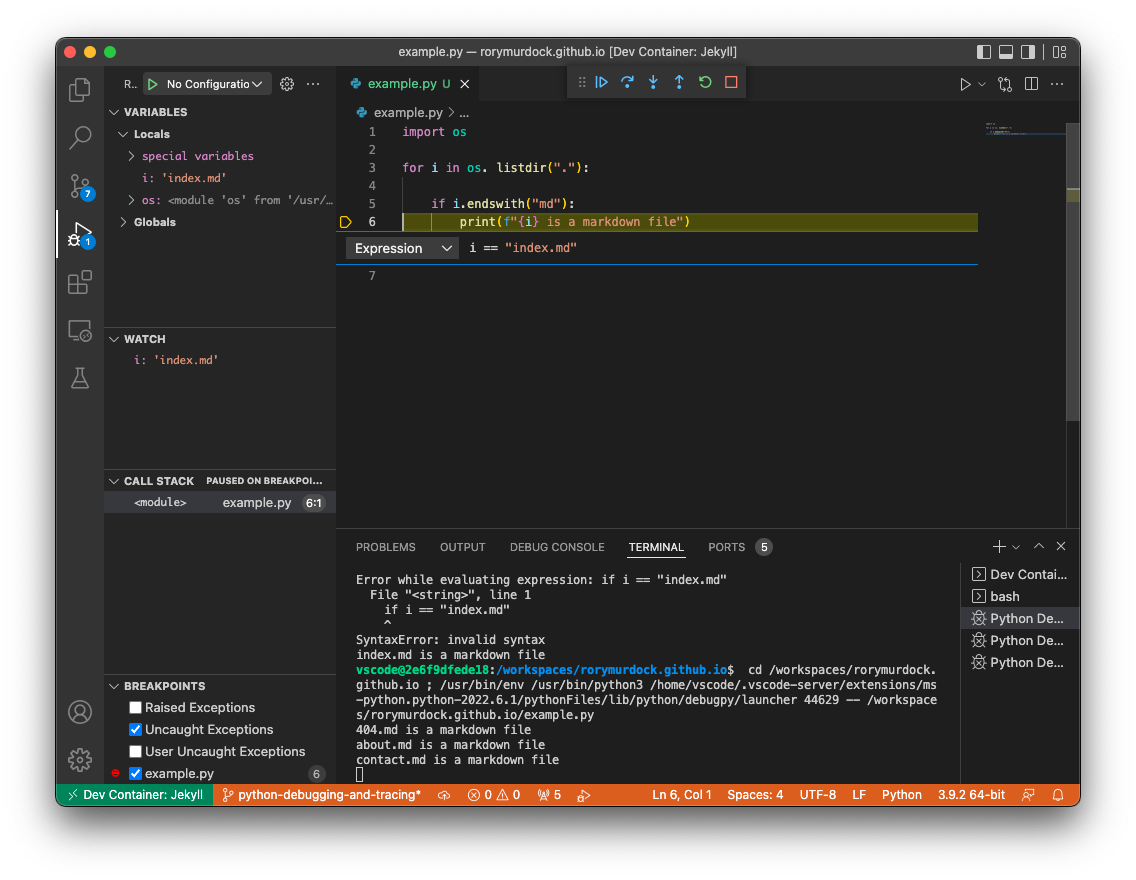 example.py — rorymurdock.github.io [Dev Container: Jekyll]
R.. No Configuratio
VARIABLES
Locals
special variables
i: 'index.md'
os: <module 'os' from '/usr/…
Globals
WATCH
i: 'index.md'
CALL STACK PAUSED ON BREAKPOI…
<module> example.py 6:1
BREAKPOINTS
Raised Exceptions
Uncaught Exceptions
User Uncaught Exceptions
example.py 6
7
1
example.py U
example.py > ...
1 import os
2
3 for i in os. listdir("."):
4
5 if i.endswith("md"):
6 print(f"{i} is a markdown file")
Expression i == "index.md"
7
PROBLEMS OUTPUT DEBUG CONSOLE TERMINAL PORTS 5
Error while evaluating expression: if i == "index.md"
File "<string>", line 1
if i == "index.md"
^
SyntaxError: invalid syntax
index.md is a markdown file
vscode@2e6f9dfede18:/workspaces/rorymurdock.github.io$ cd /workspaces/rorymurdock.
github.io ; /usr/bin/env /usr/bin/python3 /home/vscode/.vscode-server/extensions/ms
-python.python-2022.6.1/pythonFiles/lib/python/debugpy/launcher 44629 -- /workspace
s/rorymurdock.github.io/example.py
404.md is a markdown file
about.md is a markdown file
contact.md is a markdown file
Dev Contai...
bash
Python De...
Python De...
Python De...
Dev Container: Jekyll python-debugging-and-tracing* 0 0 5 Ln 6, Col 1 Spaces: 4 UTF-8 LF Python 3.9.2 64-bit